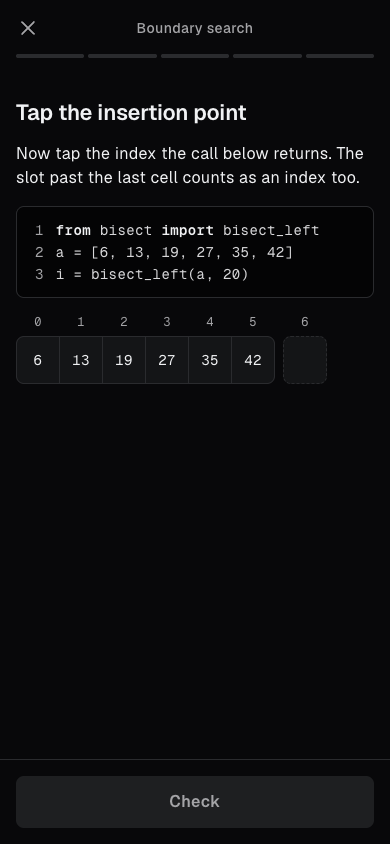 Boundary search
Tap the insertion point
Now tap the index the call below returns. The
slot past the last cell counts as an index too.
1 from bisect import bisect_left
2 a = [6, 13, 19, 27, 35, 42]
3 i = bisect_left(a, 20)
0 1 2 3 4 5 6
6 13 19 27 35 42
Check